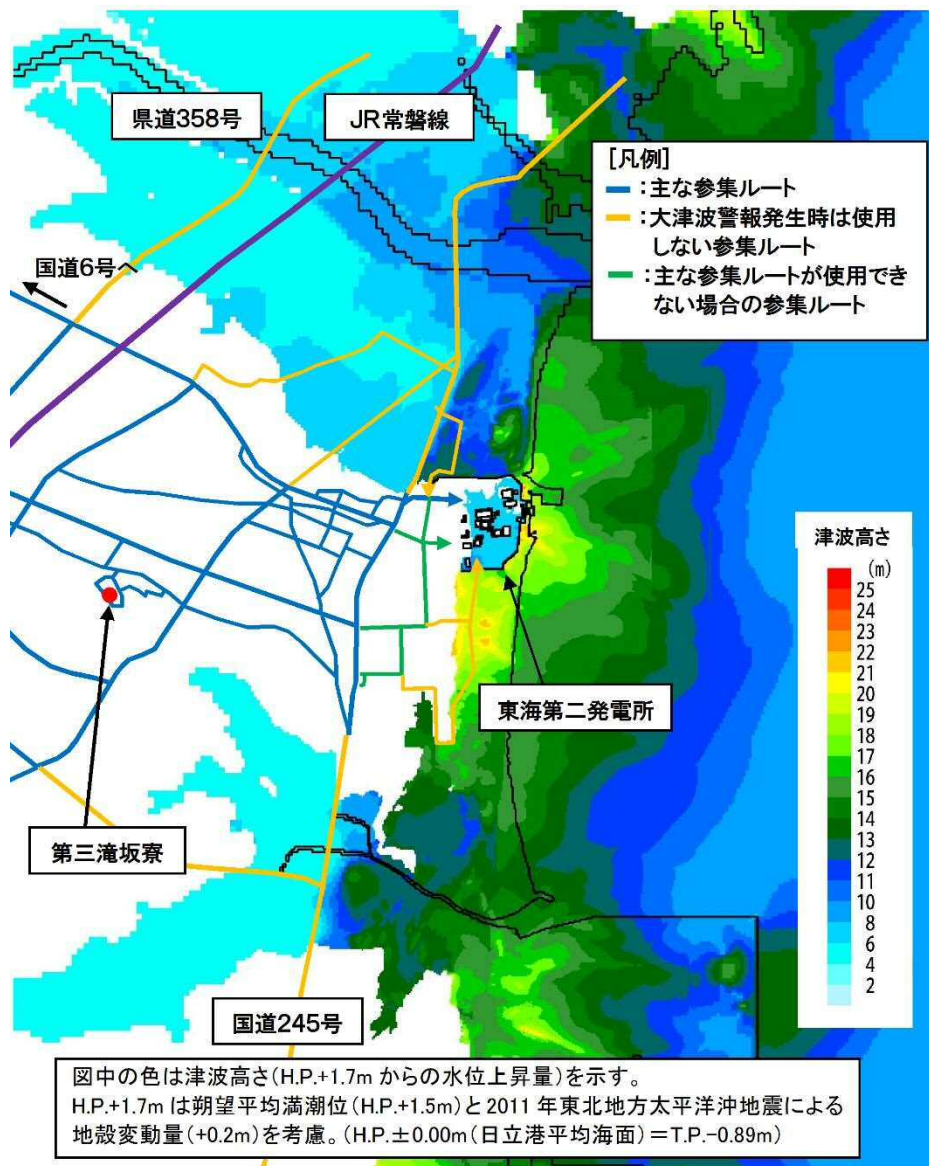 県道358号
JR常磐線
[凡例]
:主な参集ルート
:大津波警報発生時は使用
しない参集ルート
:主な参集ルートが使用でき
ない場合の参集ルート
国道6号へ
津波高さ
(m)
25
24
23
22
21
20
19
18
17
16
15
14
13
12
11
10
8
6
4
2
東海第二発電所
第三滝坂寮
国道245号
図中の色は津波高さ(H.P.+1.7m からの水位上昇量)を示す。
H.P.+1.7m は朔望平均満潮位(H.P.+1.5m)と2011年東北地方太平洋沖地震による
地殻変動量(+0.2m)を考慮。(H.P.±0.00m(日立港平均海面)=T.P.-0.89m)